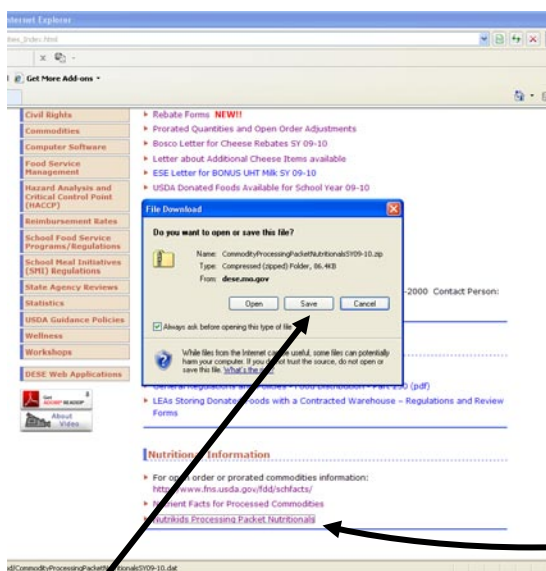 nternet Explorer
Get More Add-ons
Civil Rights
Commodities
Computer Software
Food Service
Management
Hazard Analysis and
Critical Control Point
(HACCP)
Reimbursement Rates
School Food Service
Programs/Regulations
School Meal Initiatives
(SMI) Regulations
State Agency Reviews
Statistics
USDA Guidance Policies
Wellness
Workshops
DESE Web Applications
Get
ADOBE READER
About
Video
Rebate Forms NEW!!
Prorated Quantities and Open Order Adjustments
Bosco Letter for Cheese Rebates SY 09-10
Letter about Additional Cheese Items available
ESE Letter for BONUS UHT Milk SY 09-10
USDA Donated Foods Available for School Year 09-10
File Download
Do you want to open or save this file?
Name: CommodityProcessingPacketNutritionalsSY09-10.zip
Type: Compressed (zipped) Folder, 86.4KB
From: dese.mo.gov
Open Save Cancel
Always ask before opening this type of file
While files from the Internet can be useful, some files can potentially
harm your computer. If you do not trust the source, do not open or
save this file. What's the risk?
-2000 Contact Person:
(pdf)
LEAs Storing Donated Foods with a Contracted Warehouse – Regulations and Review
Forms
Nutritional Information
For open order or prorated commodities information:
http://www.fns.usda.gov/fdd/schfacts/
Nutrient Facts for Processed Commodities
Nutrikids Processing Packet Nutritionals